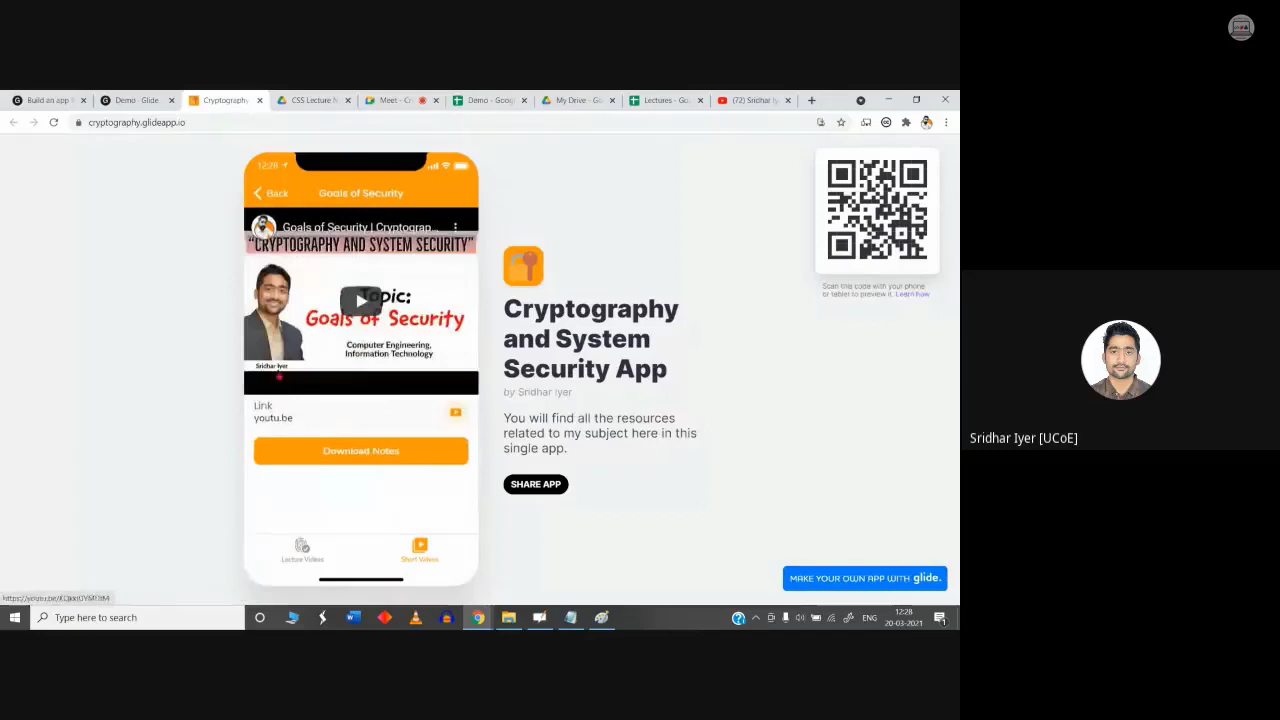 Build an app
Demo - Glide
Cryptography
CSS Lecture N
Meet - Cr
Demo - Goog
My Drive - Go
Lectures - Go
(72) Sridhar Iy
cryptography.glideapp.io
12:28
Back
Goals of Security
Goals of Security | Cryptograp...
"CRYPTOGRAPHY AND SYSTEM SECURITY"
Topic:
Goals of Security
Computer Engineering,
Information Technology
Sridhar Iyer
Link
youtu.be
Download Notes
Lecture Videos
Short Videos
Cryptography
and System
Security App
by Sridhar Iyer
You will find all the resources
related to my subject here in this
single app.
SHARE APP
Scan this code with your phone
or tablet to preview it. Learn how
MAKE YOUR OWN APP WITH glide.
Type here to search
ENG
12:28
20-03-2021
Sridhar Iyer [UCoE]